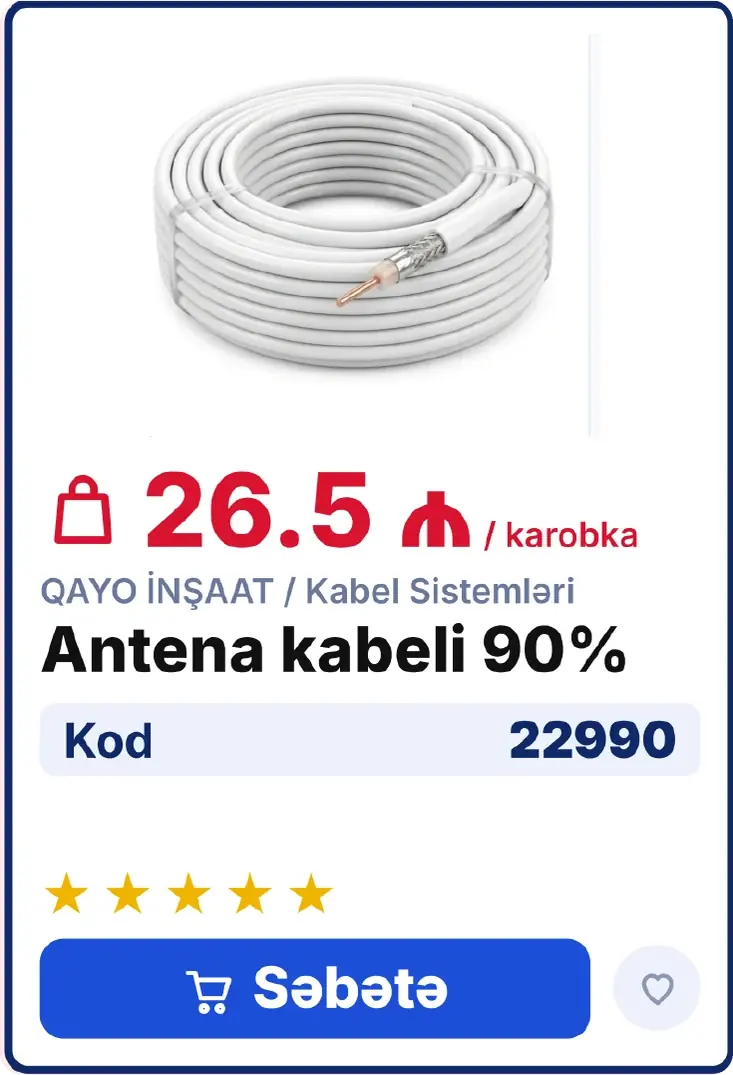 26.5 ₼ / karobka
QAYO İNŞAAT / Kabel Sistemləri
Antena kabeli 90%
Kod 22990
Səbətə